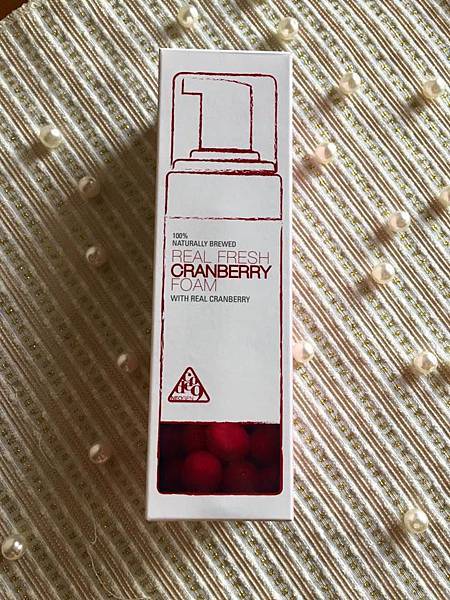 100%
NATURALLY BREWED
REAL FRESH
CRANBERRY
FOAM
WITH REAL CRANBERRY